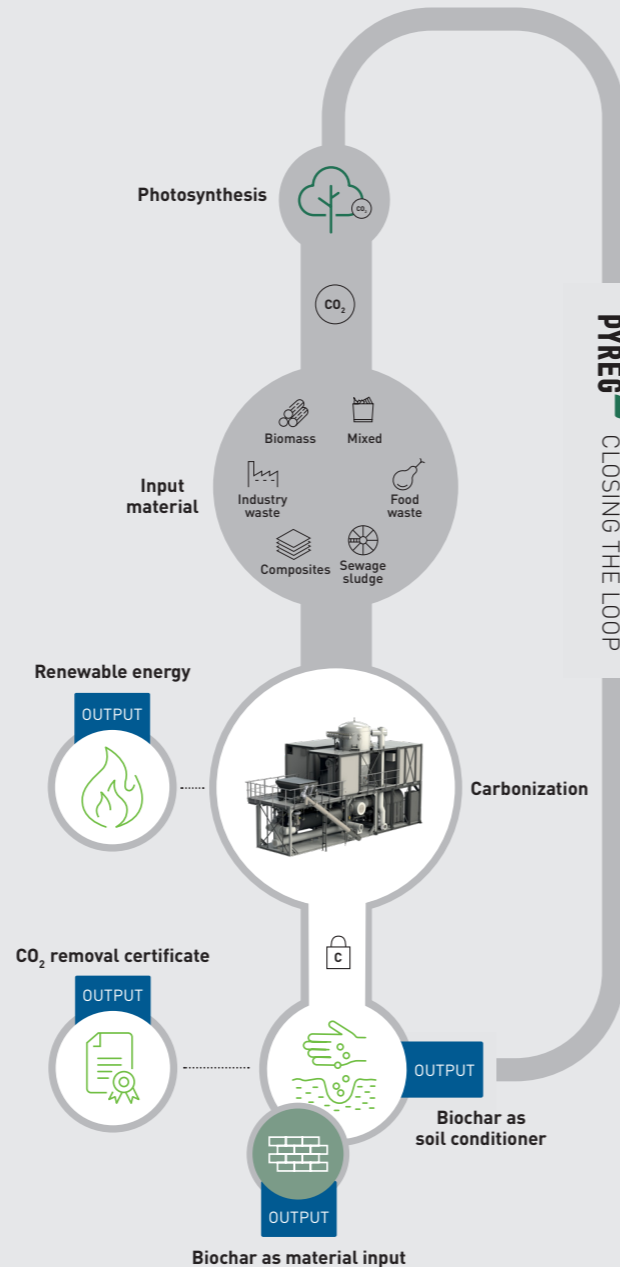 Photosynthesis
CO₂
CO₂
Biomass
Mixed
Input
material
Industry
waste
Food
waste
Composites
Sewage
sludge
PYREG
CLOSING THE LOOP
Renewable energy
OUTPUT
Carbonization
C
CO₂ removal certificate
OUTPUT
OUTPUT
Biochar as
soil conditioner
OUTPUT
Biochar as material input